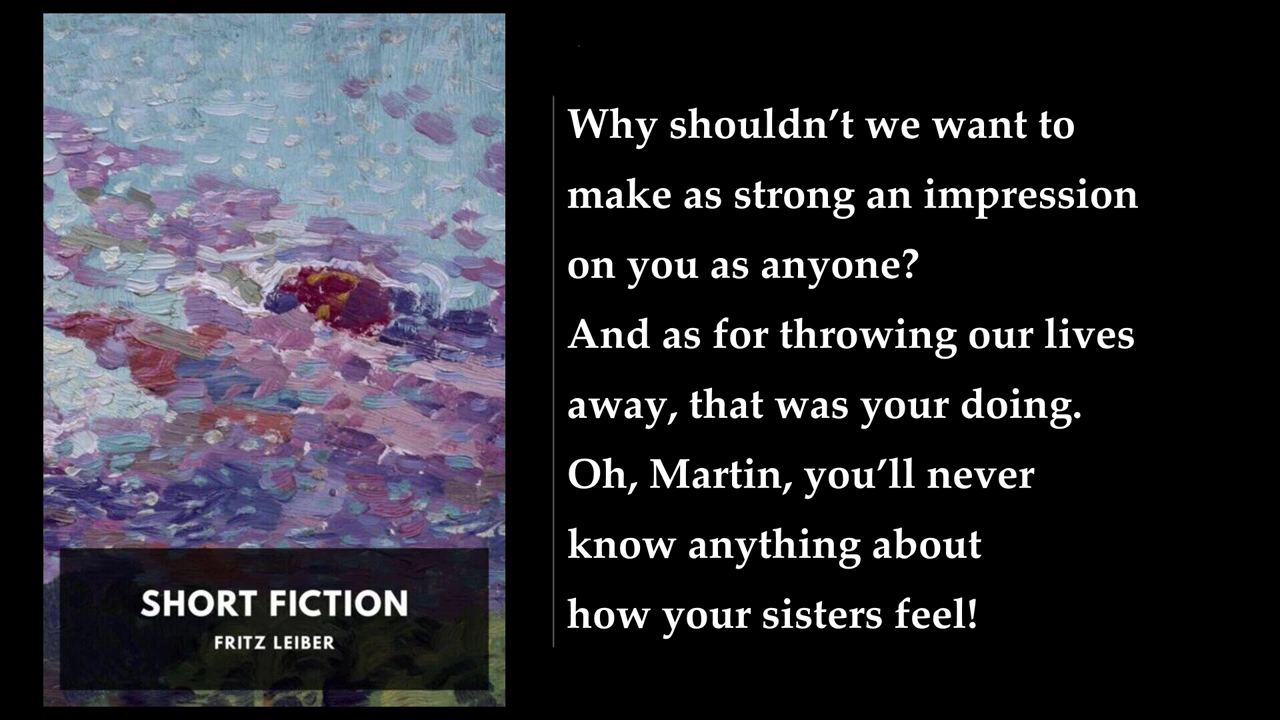 SHORT FICTION
FRITZ LEIBER
Why shouldn’t we want to
make as strong an impression
on you as anyone?
And as for throwing our lives
away, that was your doing.
Oh, Martin, you’ll never
know anything about
how your sisters feel!